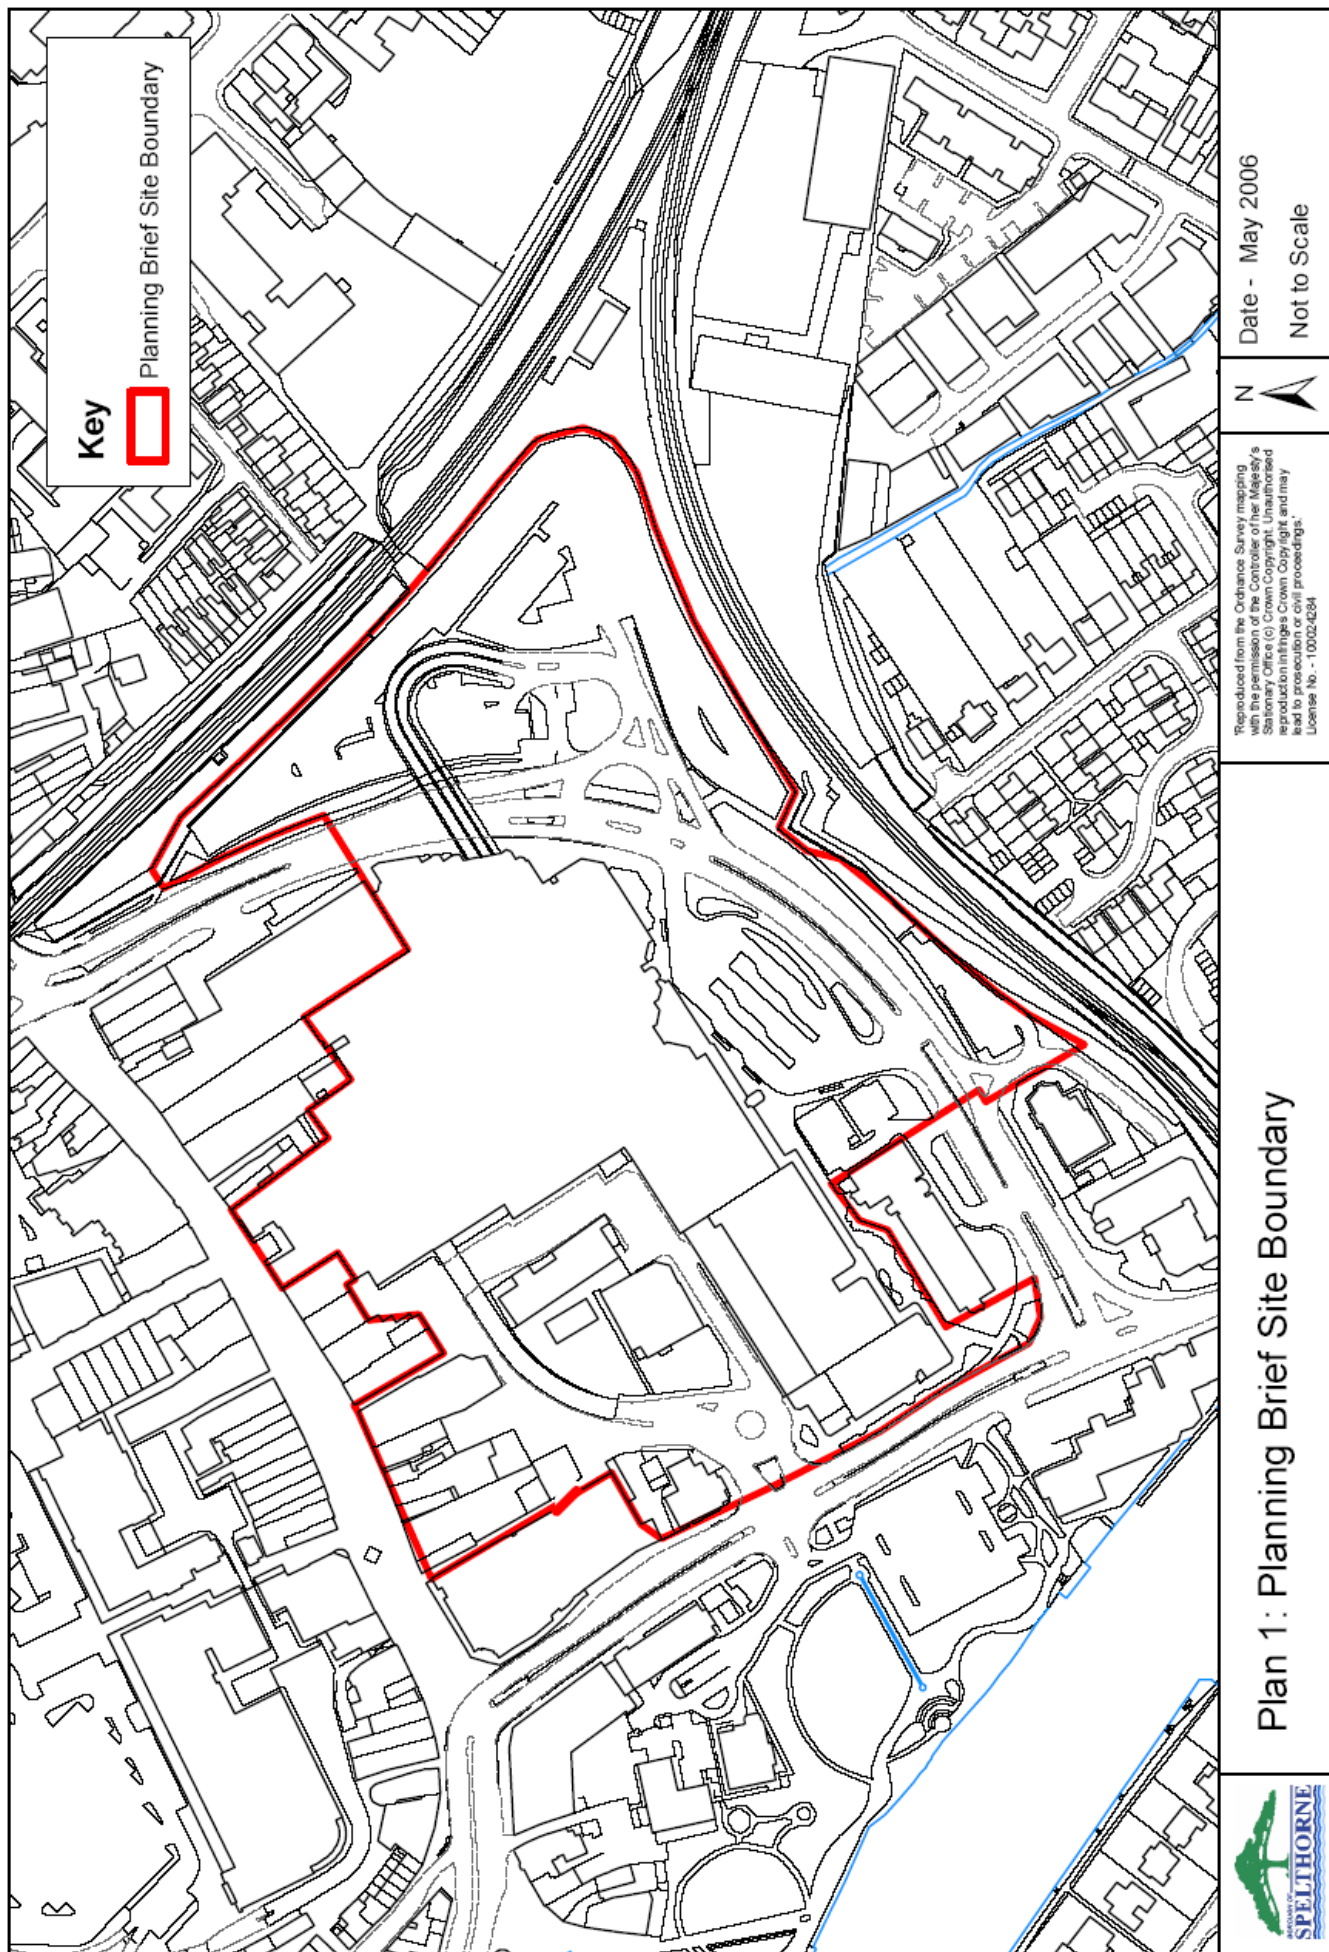 Key
Planning Brief Site Boundary
BOROUGH OF
SPELTHORNE
Plan 1: Planning Brief Site Boundary
'Reproduced from the Ordnance Survey mapping
with the permission of the Controller of her Majesty's
Stationary Office (c) Crown Copyright. Unauthorised
reproduction infringes Crown Copyright and may
lead to prosecution or civil proceedings.'
License No. - 100024284
N
Date - May 2006
Not to Scale